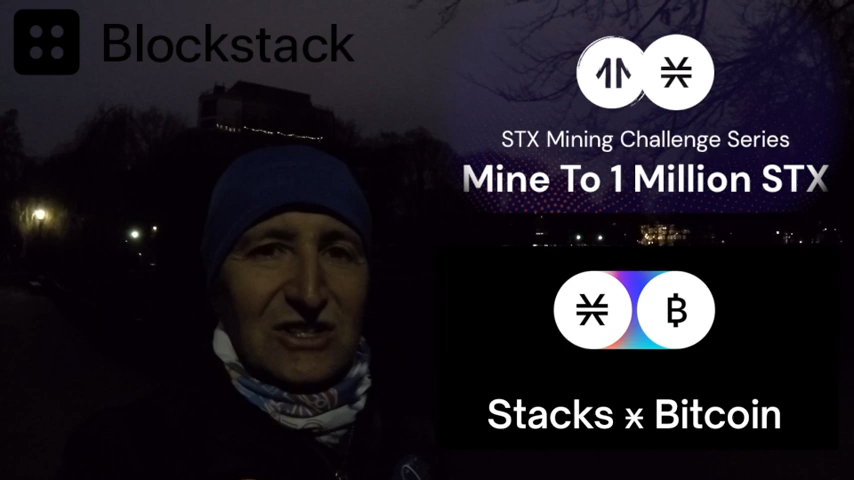 Blockstack
STX Mining Challenge Series
Mine To 1 Million STX
Stacks x Bitcoin